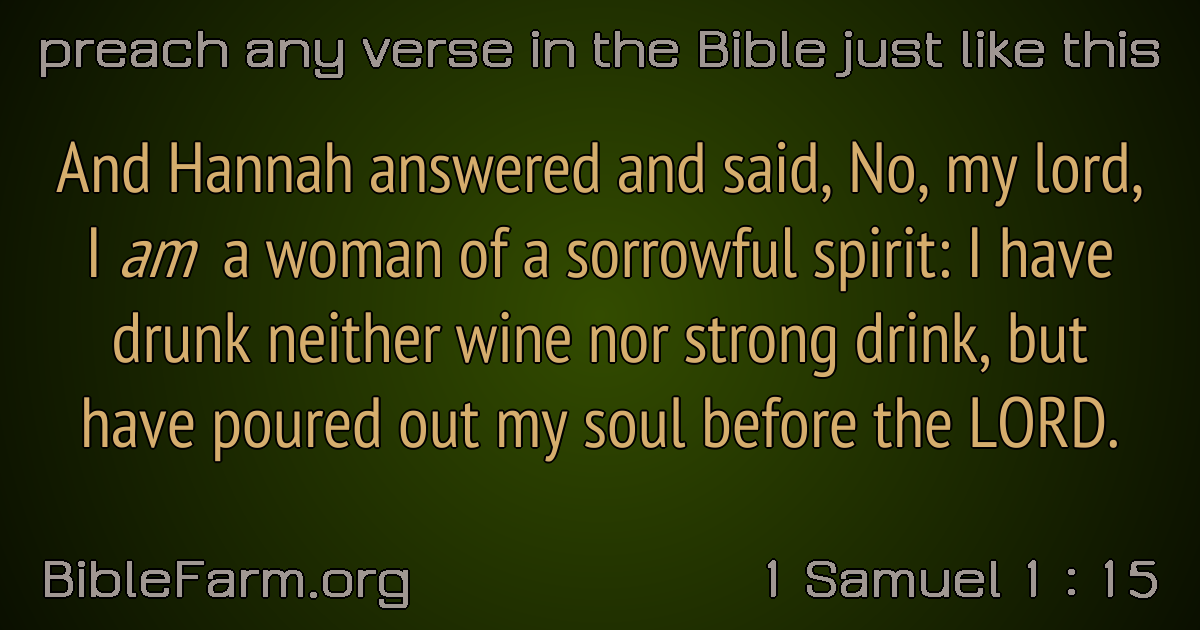 preach any verse in the Bible just like this
And Hannah answered and said, No, my lord,
I am a woman of a sorrowful spirit: I have
drunk neither wine nor strong drink, but
have poured out my soul before the LORD.
BibleFarm.org
1 Samuel 1 : 15